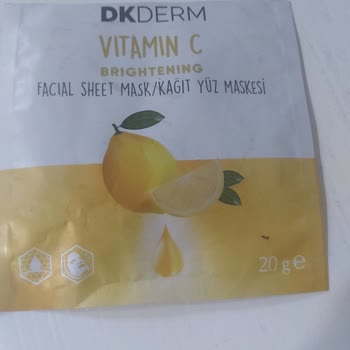 DKDERM
VITAMIN C
BRIGHTENING
FACIAL SHEET MASK/KAĞIT YÜZ MASKESİ
20 g e